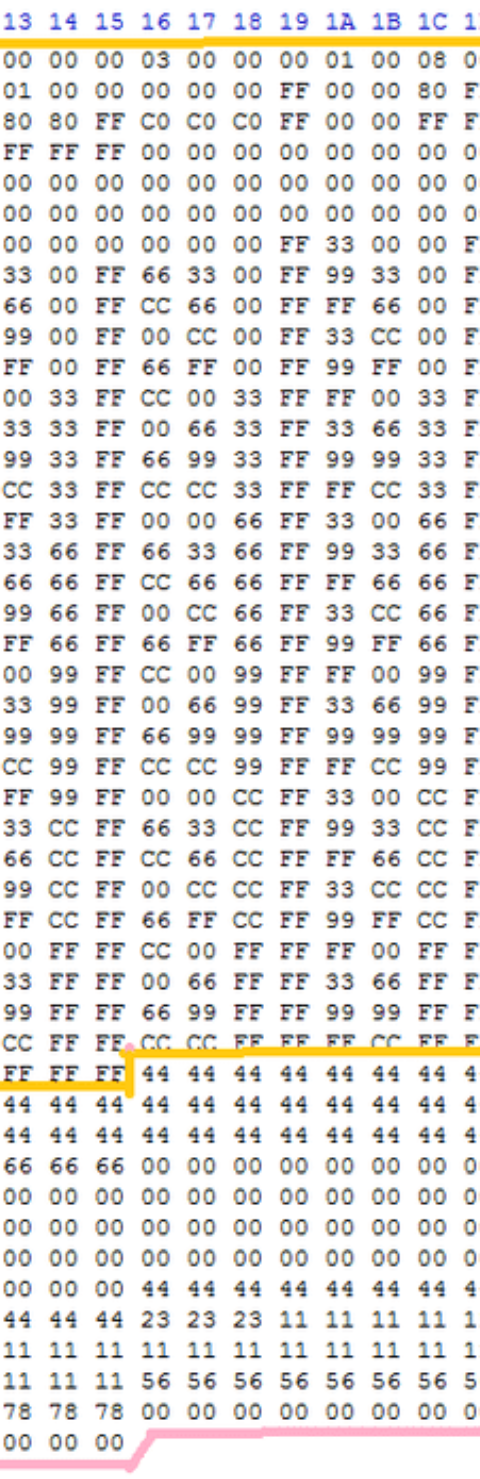 13 14 15 16 17 18 19 1A 1B 1C
00 00 00 03 00 00 00 01 00 08
01 00 00 00 00 00 FF 00 00 80
80 80 FF C0 C0 C0 FF 00 00 FF
FF FF FF 00 00 00 00 00 00 00
00 00 00 00 00 00 00 00 00 00
00 00 00 00 00 00 00 00 00 00
00 00 00 00 00 00 FF 33 00 00
33 00 FF 66 33 00 FF 99 33 00
66 00 FF CC 66 00 FF FF 66 00
99 00 FF 00 CC 00 FF 33 CC 00
FF 00 FF 66 FF 00 FF 99 FF 00
00 33 FF CC 00 33 FF FF 00 33
33 33 FF 00 66 33 FF 33 66 33
99 33 FF 66 99 33 FF 99 99 33
CC 33 FF CC CC 33 FF FF CC 33
FF 33 FF 00 00 66 FF 33 00 66
33 66 FF 66 33 66 FF 99 33 66
66 66 FF CC 66 66 FF FF 66 66
99 66 FF 00 CC 66 FF 33 CC 66
FF 66 FF 66 FF 66 FF 99 FF 66
00 99 FF CC 00 99 FF FF 00 99
33 99 FF 00 66 99 FF 33 66 99
99 99 FF 66 99 99 FF 99 99 99
CC 99 FF CC CC 99 FF FF CC 99
FF 99 FF 00 00 CC FF 33 00 CC
33 CC FF 66 33 CC FF 99 33 CC
66 CC FF CC 66 CC FF FF 66 CC
99 CC FF 00 CC CC FF 33 CC CC
FF CC FF 66 FF CC FF 99 FF CC
00 FF FF CC 00 FF FF FF 00 FF
33 FF FF 00 66 FF FF 33 66 FF
99 FF FF 66 99 FF FF 99 99 FF
CC FF FF CC CC FF FF FF CC FF
FF FF FF 44 44 44 44 44 44 44
44 44 44 44 44 44 44 44 44 44
44 44 44 44 44 44 44 44 44 44
66 66 66 00 00 00 00 00 00 00
00 00 00 00 00 00 00 00 00 00
00 00 00 00 00 00 00 00 00 00
00 00 00 00 00 00 00 00 00 00
00 00 00 44 44 44 44 44 44 44
44 44 44 23 23 23 11 11 11 11
11 11 11 11 11 11 11 11 11 11
11 11 11 56 56 56 56 56 56 56
78 78 78 00 00 00 00 00 00 00
00 00 00